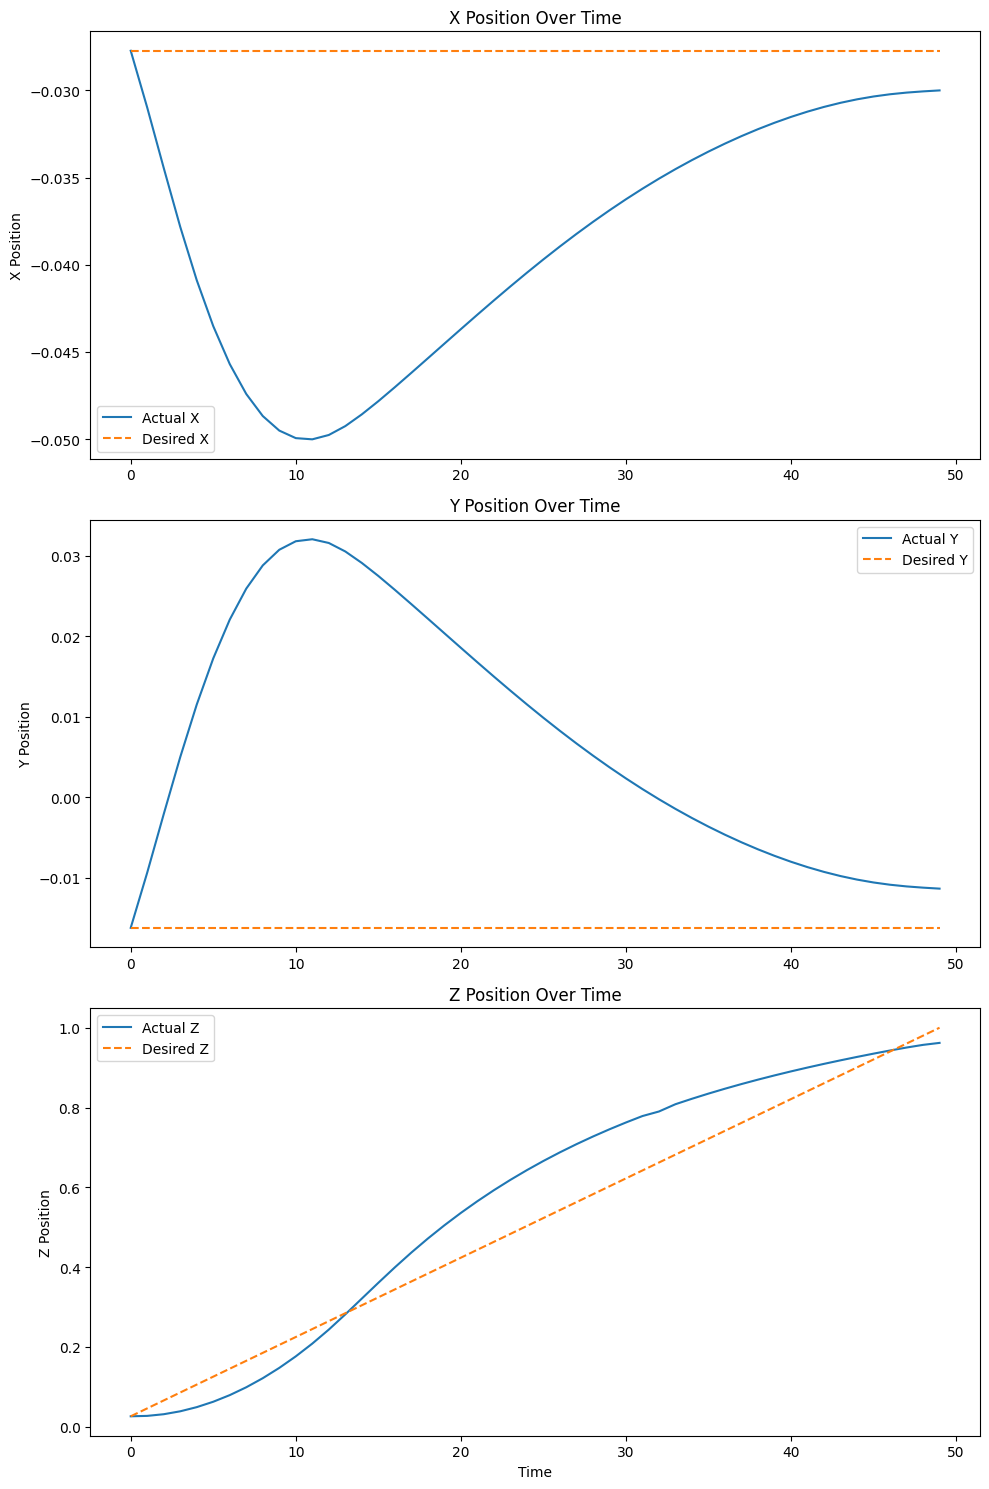 X Position Over Time
X Position
−0.030
−0.035
−0.040
−0.045
−0.050
Actual X
Desired X
0 10 20 30 40 50
Y Position Over Time
Y Position
0.03
0.02
0.01
0.00
−0.01
Actual Y
Desired Y
0 10 20 30 40 50
Z Position Over Time
Z Position
1.0
0.8
0.6
0.4
0.2
0.0
Actual Z
Desired Z
0 10 20 30 40 50
Time